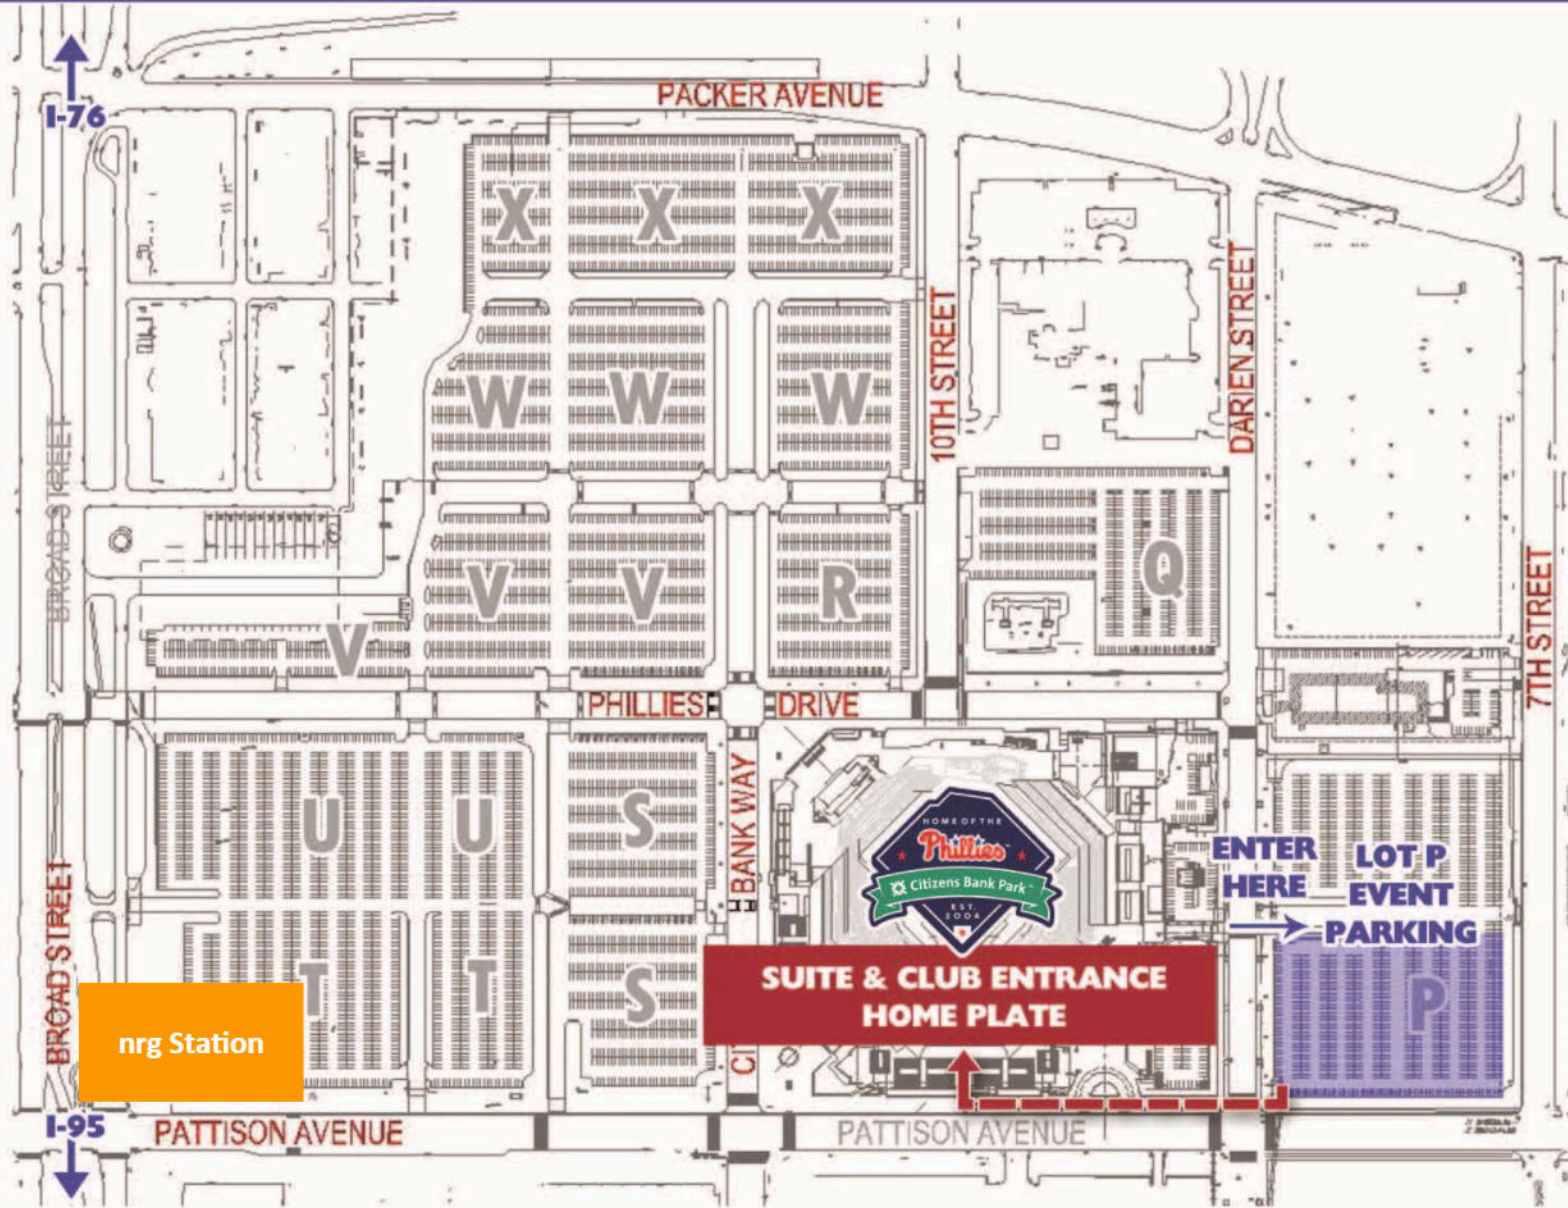 I-76
PACKER AVENUE
X X X
W W W
10TH STREET
DARIEN STREET
BROAD STREET
V V R
Q
V
7TH STREET
PHILLIES DRIVE
U U S
BANK WAY
HOME OF THE
Phillies
Citizens Bank Park
EST.
2004
ENTER
HERE
LOT P
EVENT
PARKING
BROAD STREET
T T S
P
SUITE & CLUB ENTRANCE
HOME PLATE
nrg Station
I-95
PATTISON AVENUE
PATTISON AVENUE